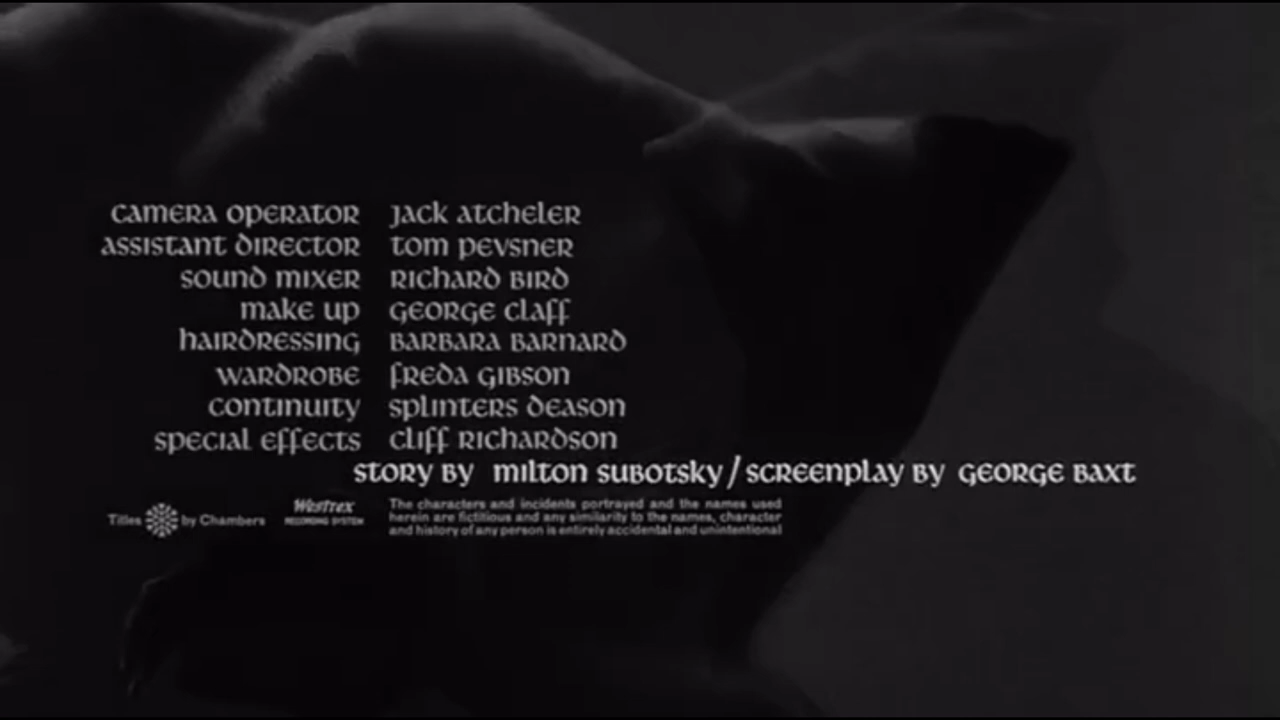 camera operator jack atcheler
assistant director tom pevsner
sound mixer richard bird
make up george claff
hairdressing barbara barnard
wardrobe freda gibson
continuity splinters deason
special effects cliff richardson
story by milton subotsky / screenplay by george baxt
Titles by Chambers
Westrex
RECORDING SYSTEM
The characters and incidents portrayed and the names used
herein are fictitious and any similarity to the names, character
and history of any person is entirely accidental and unintentional